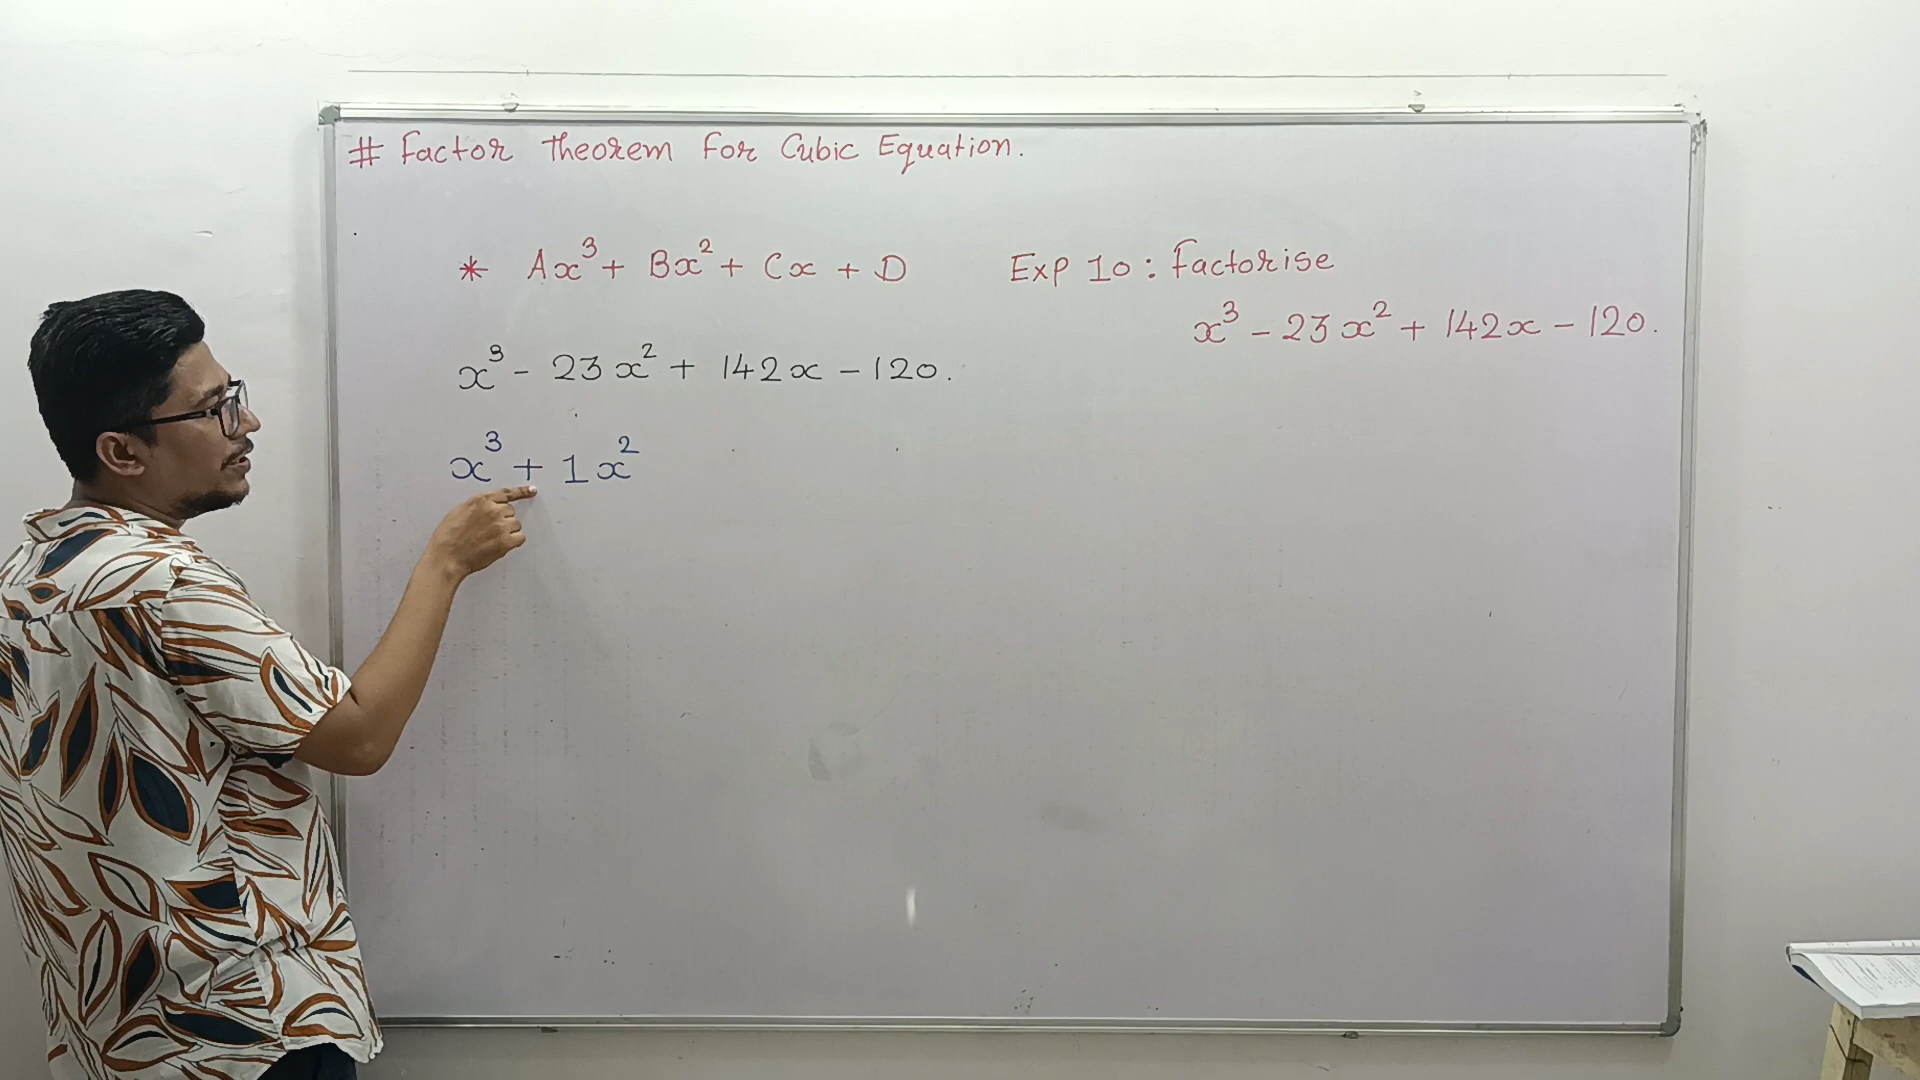 # Factor Theorem For Cubic Equation.
* Ax³ + Bx² + Cx + D
Exp 10 : Factorise
x³ - 23x² + 142x - 120.
x³ - 23x² + 142x - 120.
x³ + 1x²